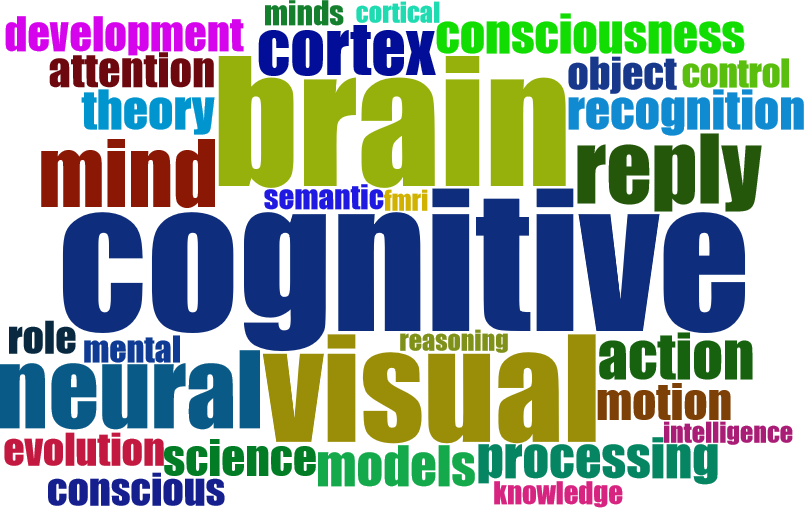 minds cortical
development cortex consciousness
attention brain object control
theory recognition
mind reply
semantic fmri
cognitive
role mental reasoning action
neural visual motion
intelligence
evolution science models processing
conscious knowledge